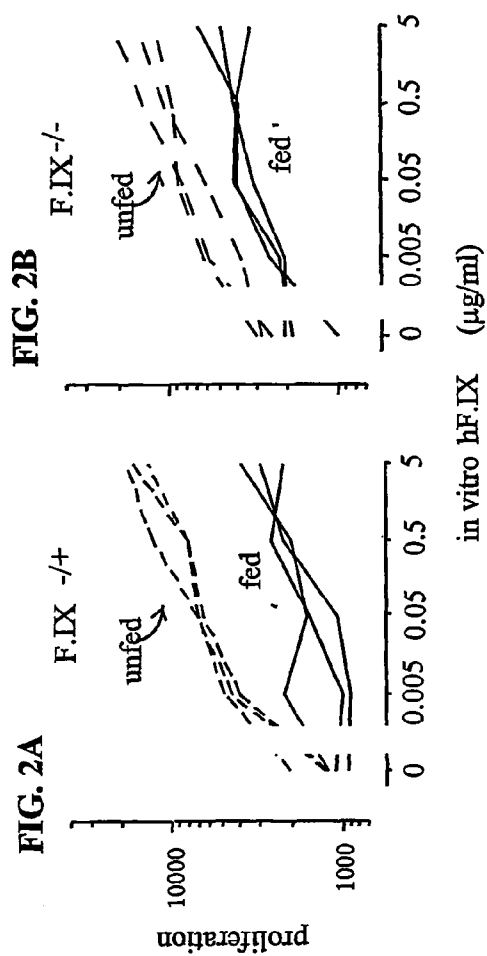 FIG. 2A
F.IX -/+
unfed
fed
10000
1000
proliferation
0 0.005 0.05 0.5 5
FIG. 2B
F.IX-/-
unfed
fed
0 0.005 0.05 0.5 5
in vitro hF.IX (µg/ml)